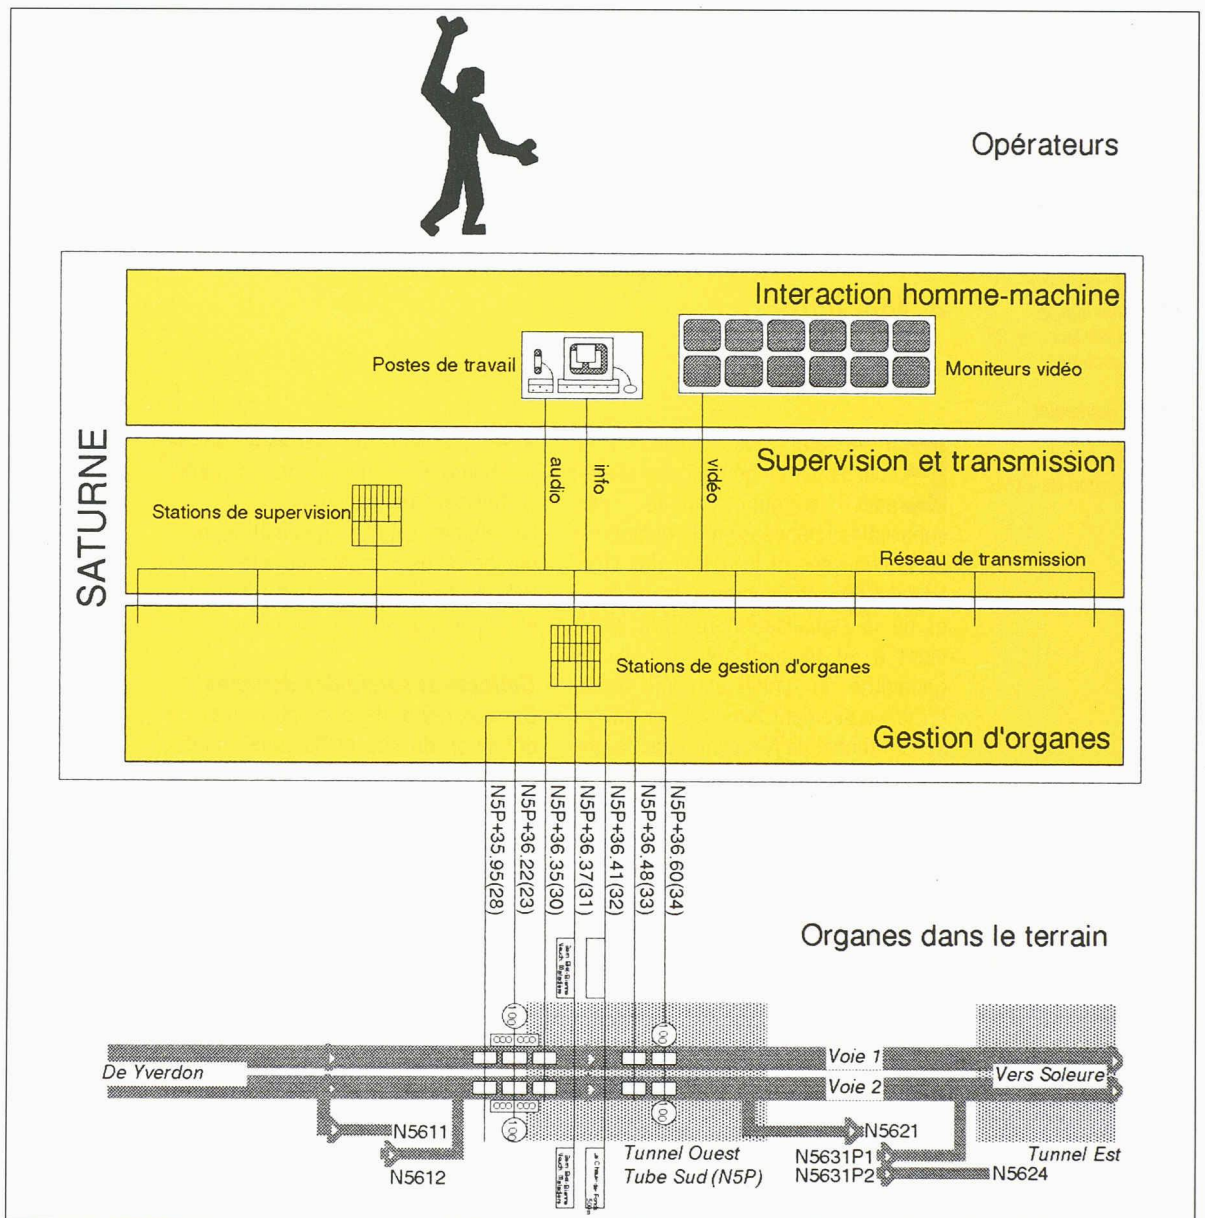 Opérateurs
SATURNE
Interaction homme-machine
Postes de travail
Moniteurs vidéo
Supervision et transmission
audio
info
vidéo
Stations de supervision
Réseau de transmission
Stations de gestion d'organes
Gestion d'organes
N5P+35.95(28)
N5P+36.22(23)
N5P+36.35(30)
N5P+36.37(31)
N5P+36.41(32)
N5P+36.48(33)
N5P+36.60(34)
Organes dans le terrain
100
100
De Yverdon
Voie 1
Voie 2
Vers Soleure
100
100
N5611
N5612
Tunnel Ouest
Tube Sud (N5P)
N5621
N5631P1
N5631P2
N5624
Tunnel Est